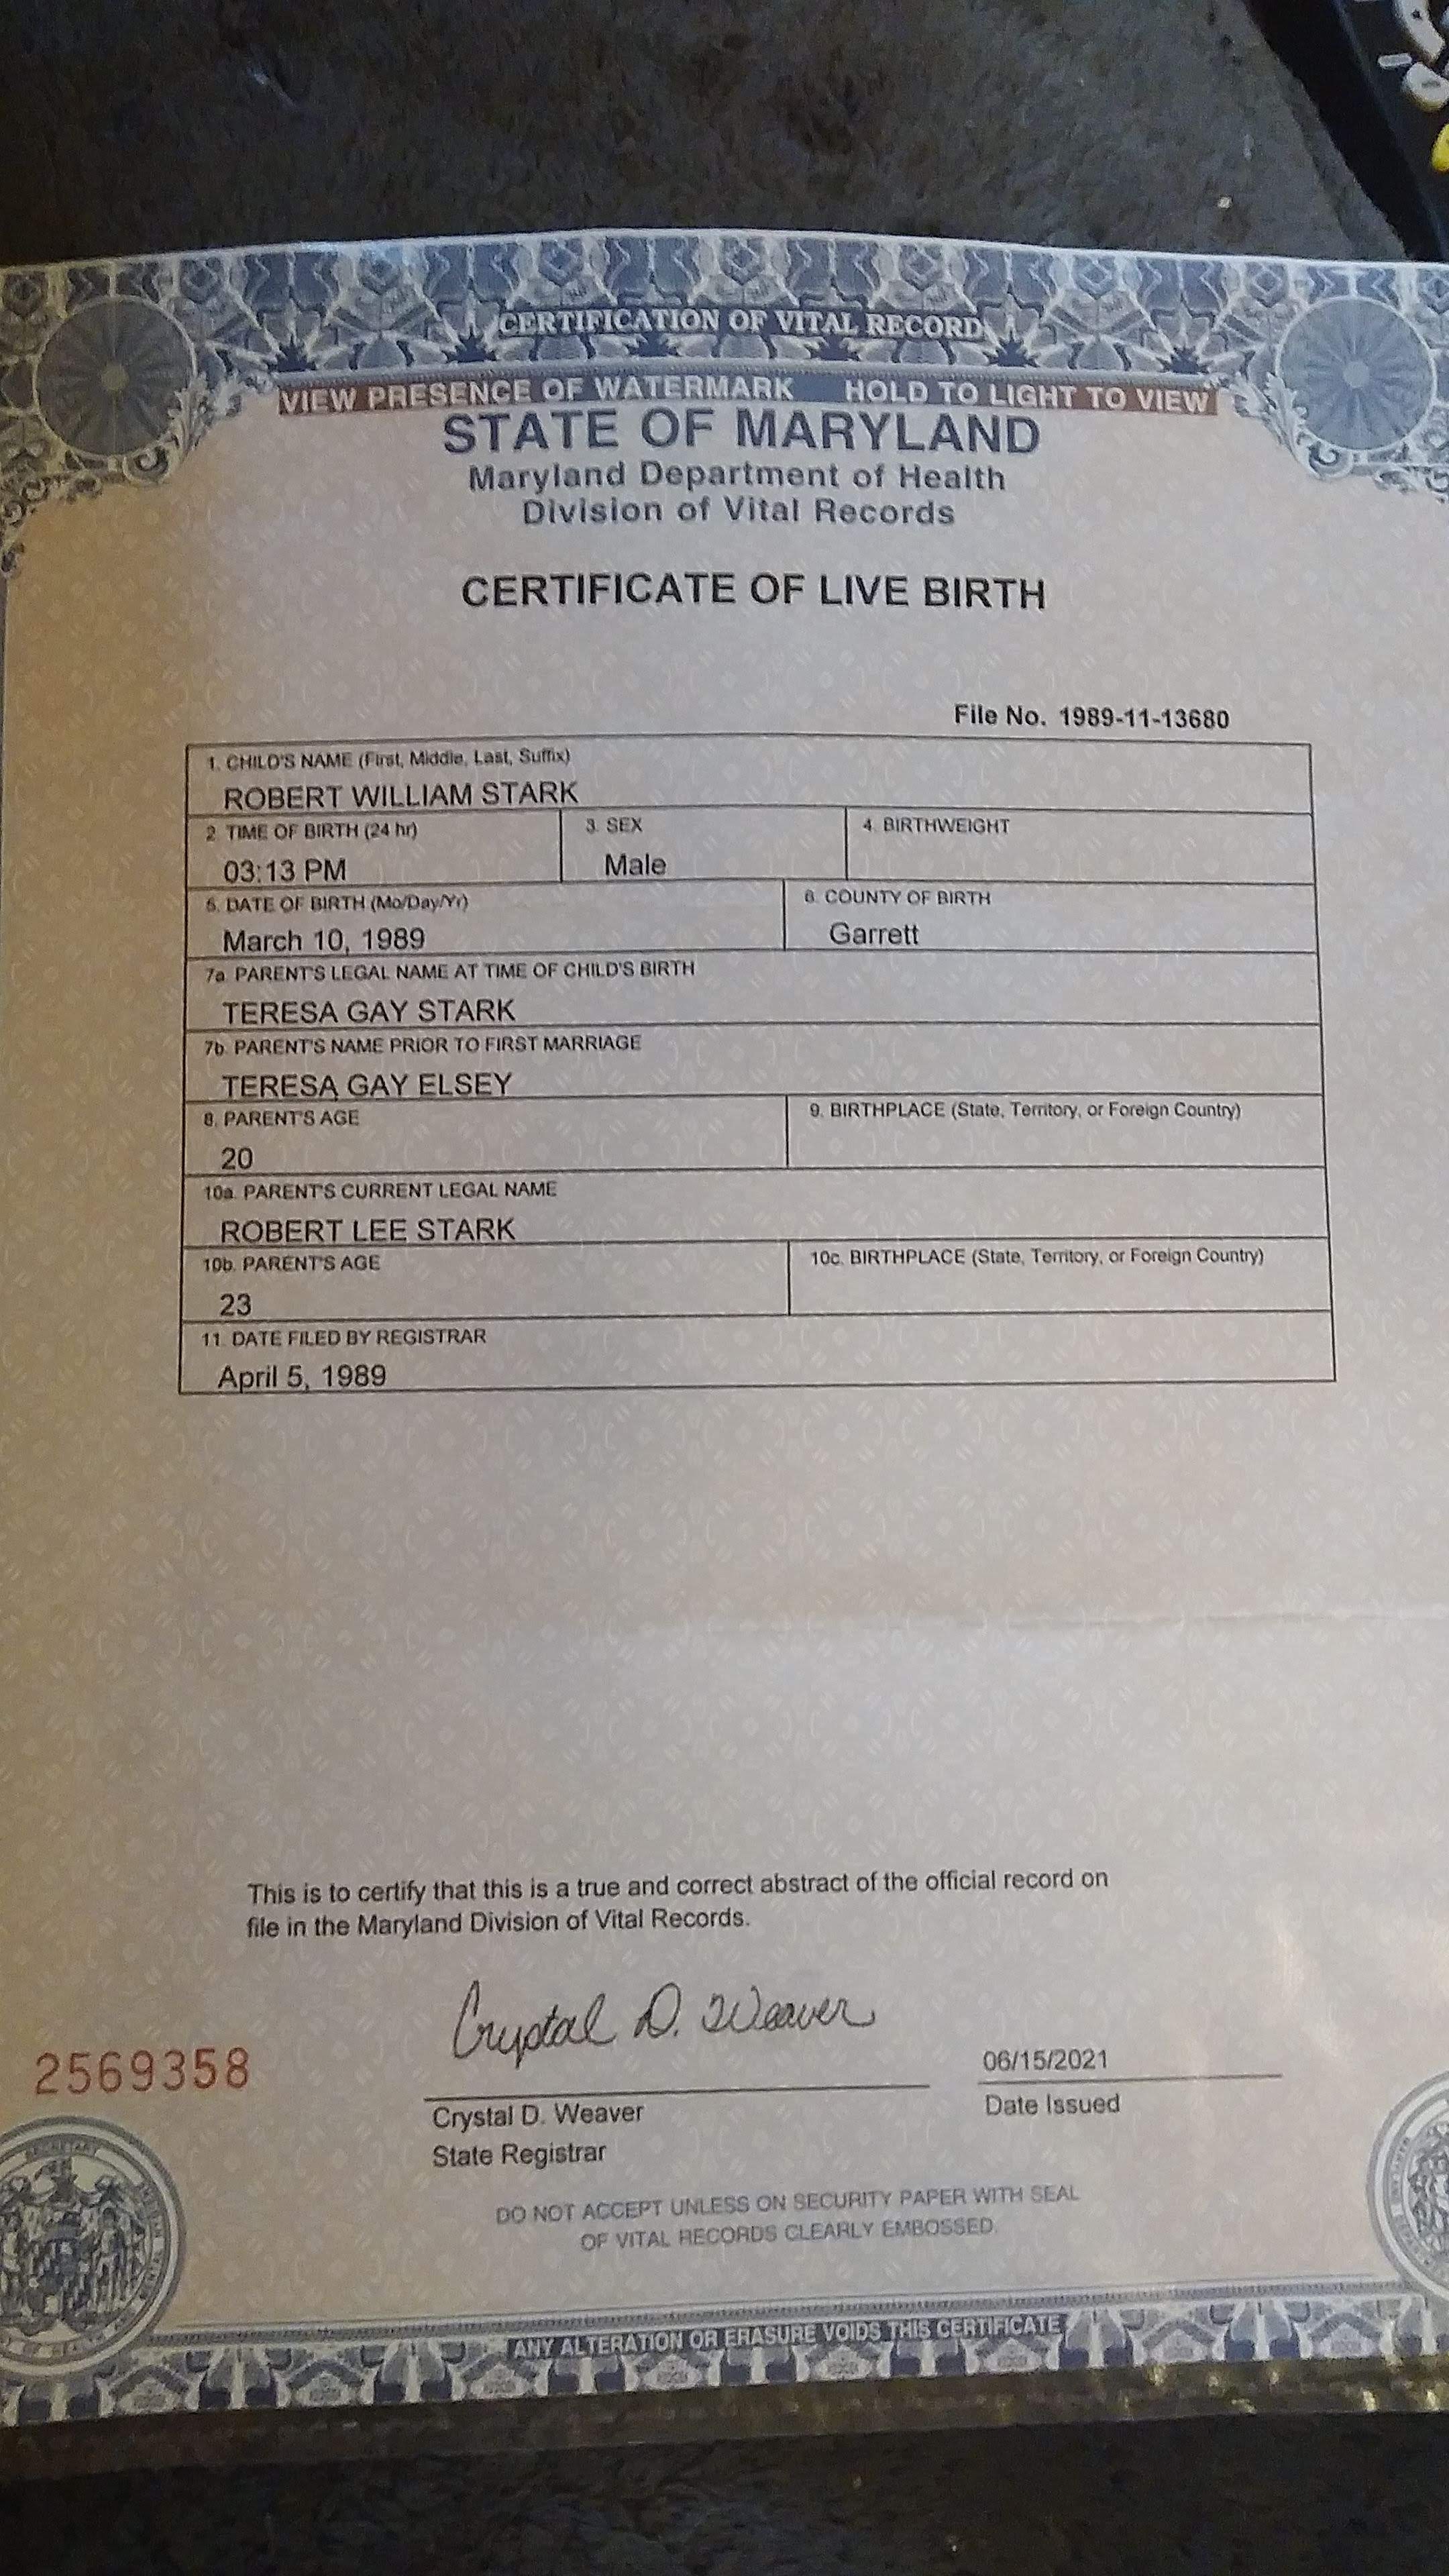 CERTIFICATION OF VITAL RECORD
VIEW PRESENCE OF WATERMARK HOLD TO LIGHT TO VIEW
STATE OF MARYLAND
Maryland Department of Health
Division of Vital Records
CERTIFICATE OF LIVE BIRTH
File No. 1989-11-13680
1. CHILD'S NAME (First, Middle, Last, Suffix)
ROBERT WILLIAM STARK
2. TIME OF BIRTH (24 hr) 3. SEX 4. BIRTHWEIGHT
03:13 PM Male
5. DATE OF BIRTH (Mo/Day/Yr) 6. COUNTY OF BIRTH
March 10, 1989 Garrett
7a. PARENT'S LEGAL NAME AT TIME OF CHILD'S BIRTH
TERESA GAY STARK
7b. PARENT'S NAME PRIOR TO FIRST MARRIAGE
TERESA GAY ELSEY
8. PARENT'S AGE 9. BIRTHPLACE (State, Territory, or Foreign Country)
20
10a. PARENT'S CURRENT LEGAL NAME
ROBERT LEE STARK
10b. PARENT'S AGE 10c. BIRTHPLACE (State, Territory, or Foreign Country)
23
11. DATE FILED BY REGISTRAR
April 5, 1989
This is to certify that this is a true and correct abstract of the official record on
file in the Maryland Division of Vital Records.
Crystal D. Weaver
2569358
06/15/2021
Crystal D. Weaver Date Issued
State Registrar
DO NOT ACCEPT UNLESS ON SECURITY PAPER WITH SEAL
OF VITAL RECORDS CLEARLY EMBOSSED.
SECRETARY
ANY ALTERATION OR ERASURE VOIDS THIS CERTIFICATE